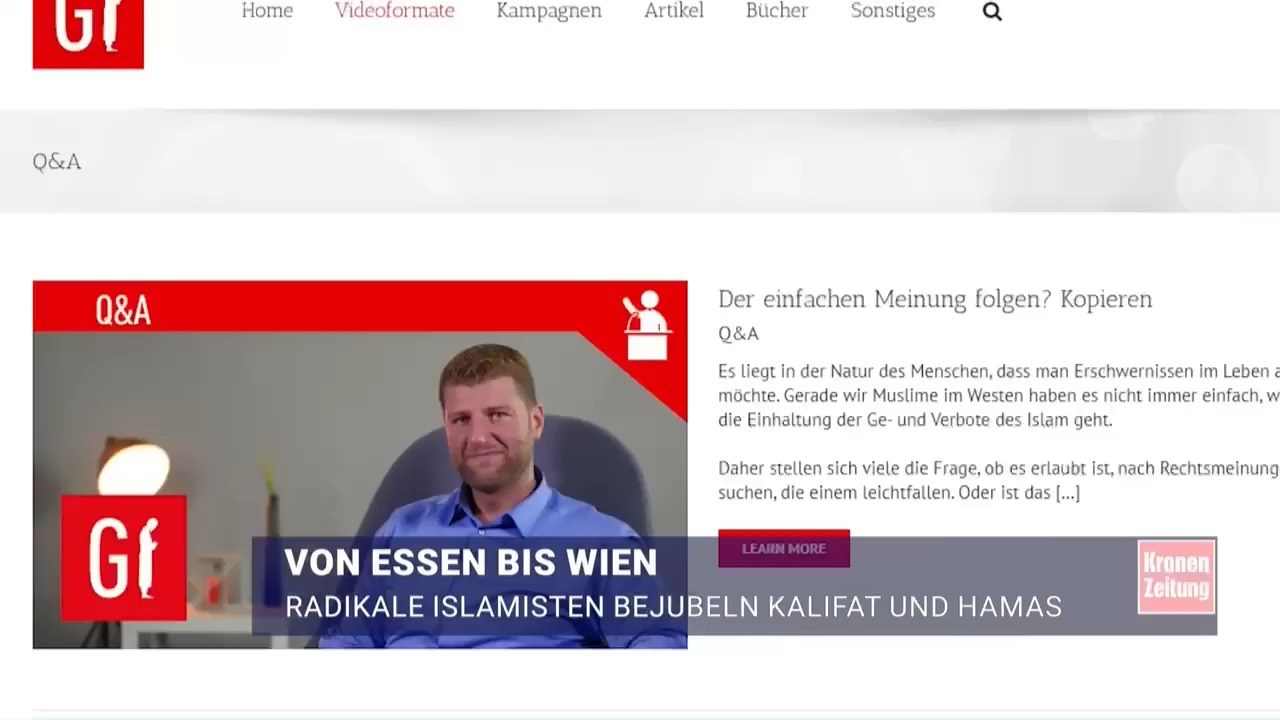 GI
Home Videoformate Kampagnen Artikel Bücher Sonstiges
Q&A
Q&A
Der einfachen Meinung folgen? Kopieren
Q&A
Es liegt in der Natur des Menschen, dass man Erschwernissen im Leben
möchte. Gerade wir Muslime im Westen haben es nicht immer einfach,
die Einhaltung der Ge- und Verbote des Islam geht.
Daher stellen sich viele die Frage, ob es erlaubt ist, nach Rechtsmeinung
suchen, die einem leichtfallen. Oder ist das [...]
LEARN MORE
GI
VON ESSEN BIS WIEN
RADIKALE ISLAMISTEN BEJUBELN KALIFAT UND HAMAS
Kronen
Zeitung